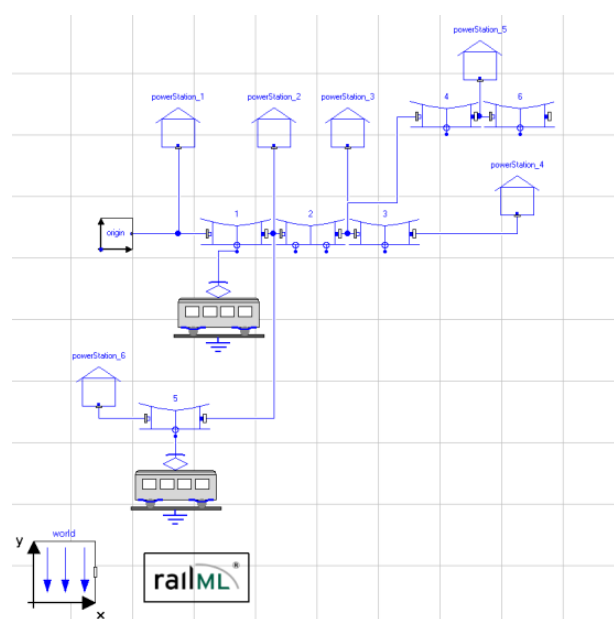 powerStation_5
powerStation_1
powerStation_2
powerStation_3
4
6
powerStation_4
origin
1
2
3
powerStation_6
5
world
y
x
railML®